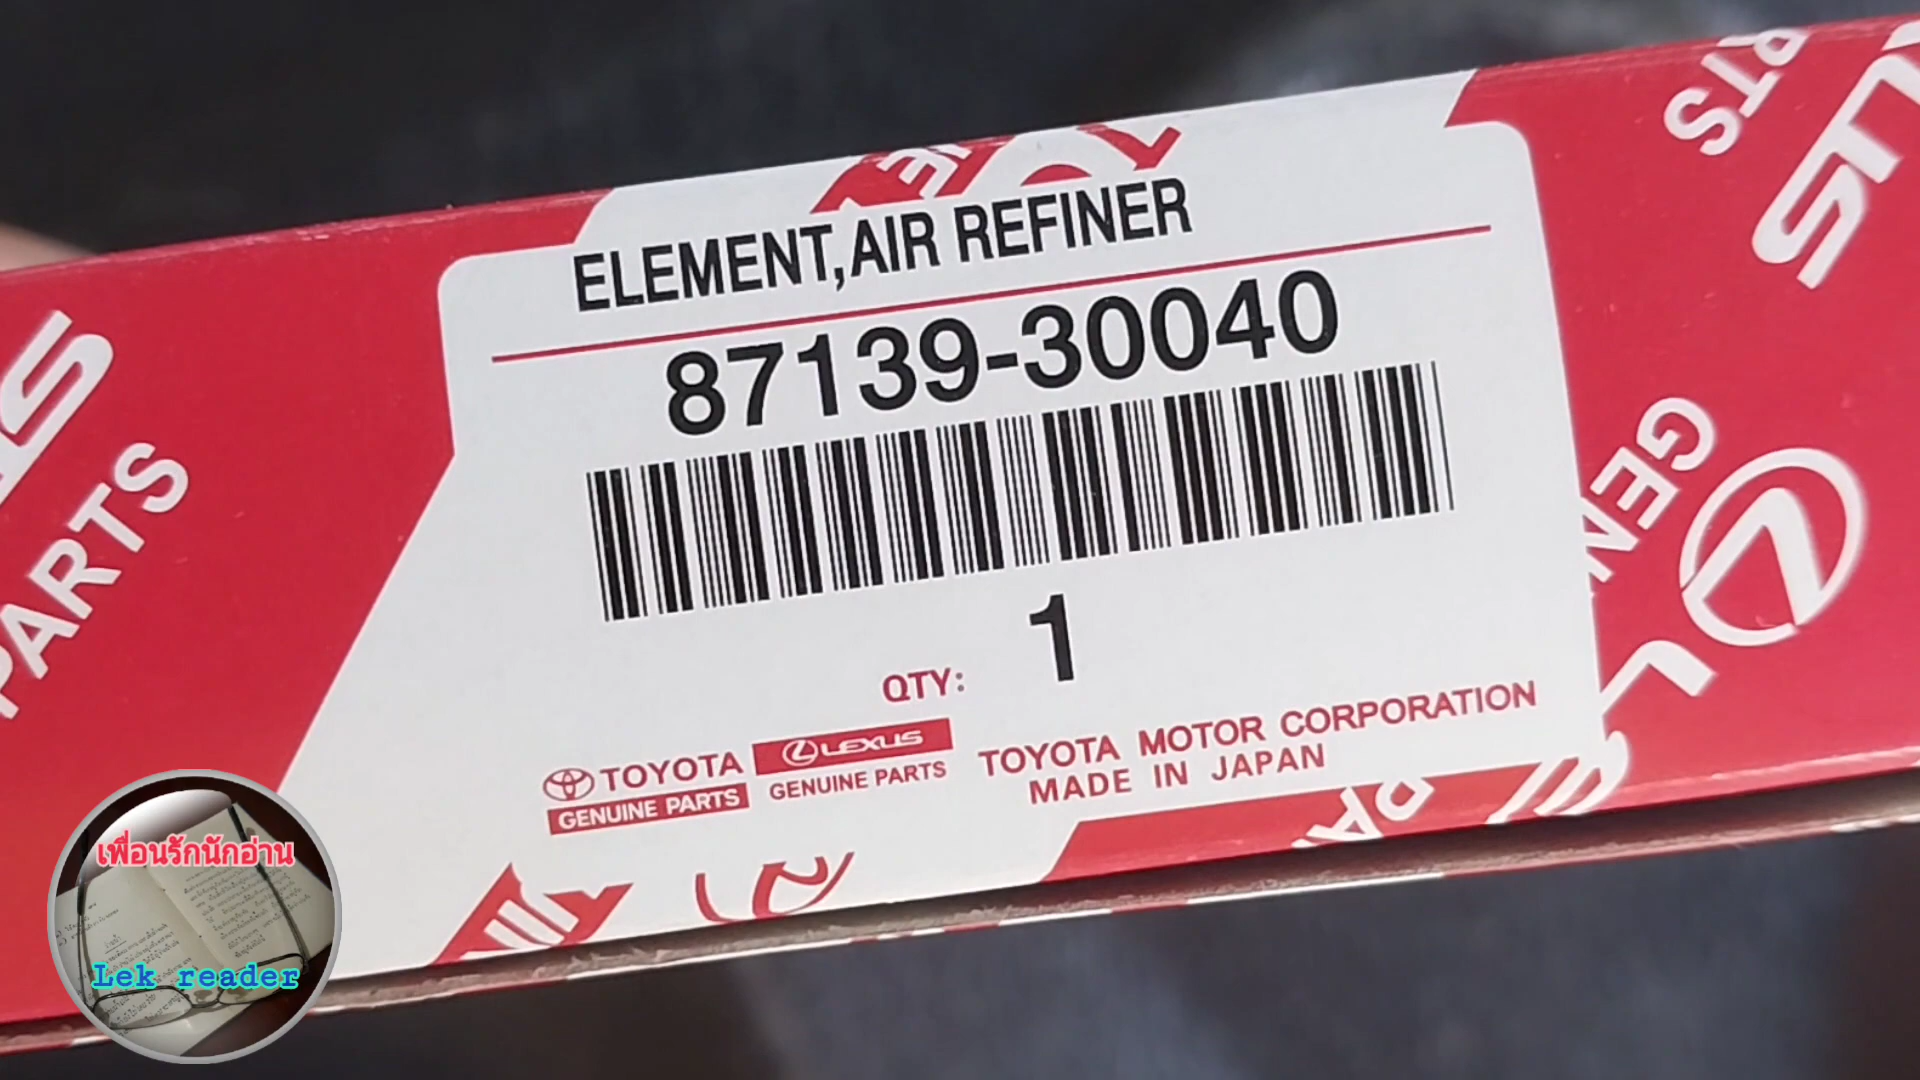 ELEMENT,AIR REFINER
87139-30040
1
QTY:
TOYOTA
GENUINE PARTS
LEXUS
GENUINE PARTS
TOYOTA MOTOR CORPORATION
MADE IN JAPAN
PARTS
เพื่อนรักนักอ่าน
Lek reader